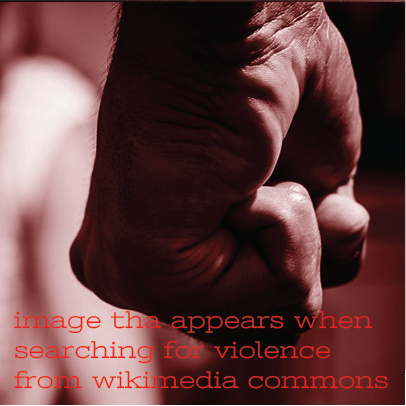 image tha appears when
searching for violence
from wikimedia commons